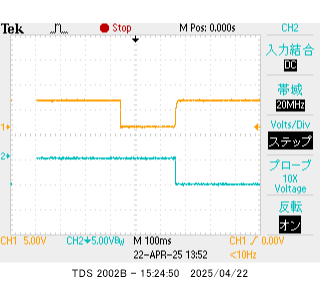 Tek Stop M Pos: 0.000s CH2
入力結合
DC
帯域
20MHz
Volts/Div
ステップ
プローブ
10X
Voltage
反転
オン
1
2
CH1 5.00V CH2 5.00V BW M 100ms CH1 0.00V
22-APR-25 13:52 <10Hz
TDS 2002B - 15:24:50 2025/04/22